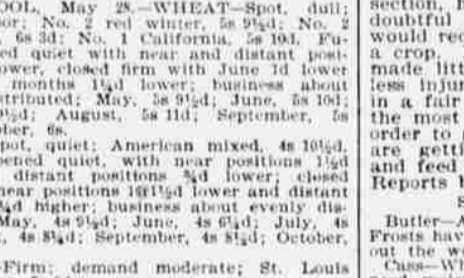 OOL, May 28.—WHEAT—Spot, dull;
oor; No. 2 red winter, 5s 9½d; No. 2
, 6s 3d; No. 1 California, 5s 10d. Fu-
ed quiet with near and distant posi-
ower, closed firm with June 1d lower
months 1¼d lower; business about
stributed; May, 5s 9½d; June, 5s 10d;
9½d; August, 5s 11d; September, 5s
ber, 6s.
pot, quiet; American mixed, 4s 10½d.
ened quiet, with near positions 1½d
distant positions ¾d lower; closed
near positions 1@1½d lower and distant
d higher; business about evenly dis-
May, 4s 9½d; June, 4s 6¼d; July, 4s
, 4s 8¼d; September, 4s 8½d; October,
Firm; demand moderate; St. Louis
section, h
doubtful
would rec
a crop.
made litt
less injur
in a fair
the most
order to
are getti
and feed
Reports h
S
Butler—A
Frosts hav
out the we
Cass—W